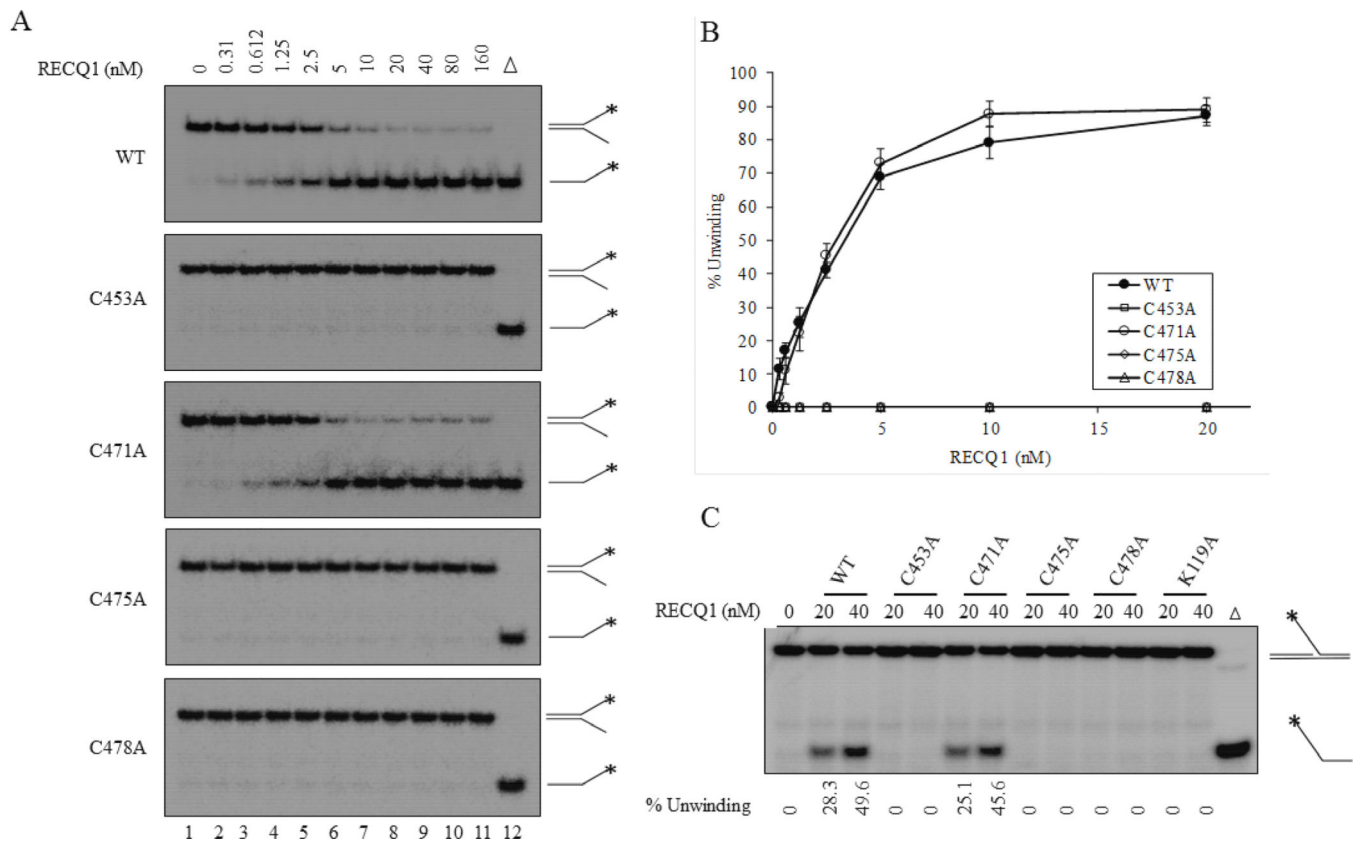 A
RECQ1 (nM) 0 0.31 0.612 1.25 2.5 5 10 20 40 80 160 Δ
WT
*
*
C453A
*
*
C471A
*
*
C475A
*
*
C478A
*
*
1 2 3 4 5 6 7 8 9 10 11 12
B
% Unwinding
100
90
80
70
60
50
40
30
20
10
0
0 5 10 15 20
RECQ1 (nM)
WT
C453A
C471A
C475A
C478A
C
WT C453A C471A C475A C478A K119A
RECQ1 (nM) 0 20 40 20 40 20 40 20 40 20 40 20 40 Δ
*
*
% Unwinding 0 28.3 49.6 0 0 25.1 45.6 0 0 0 0 0 0